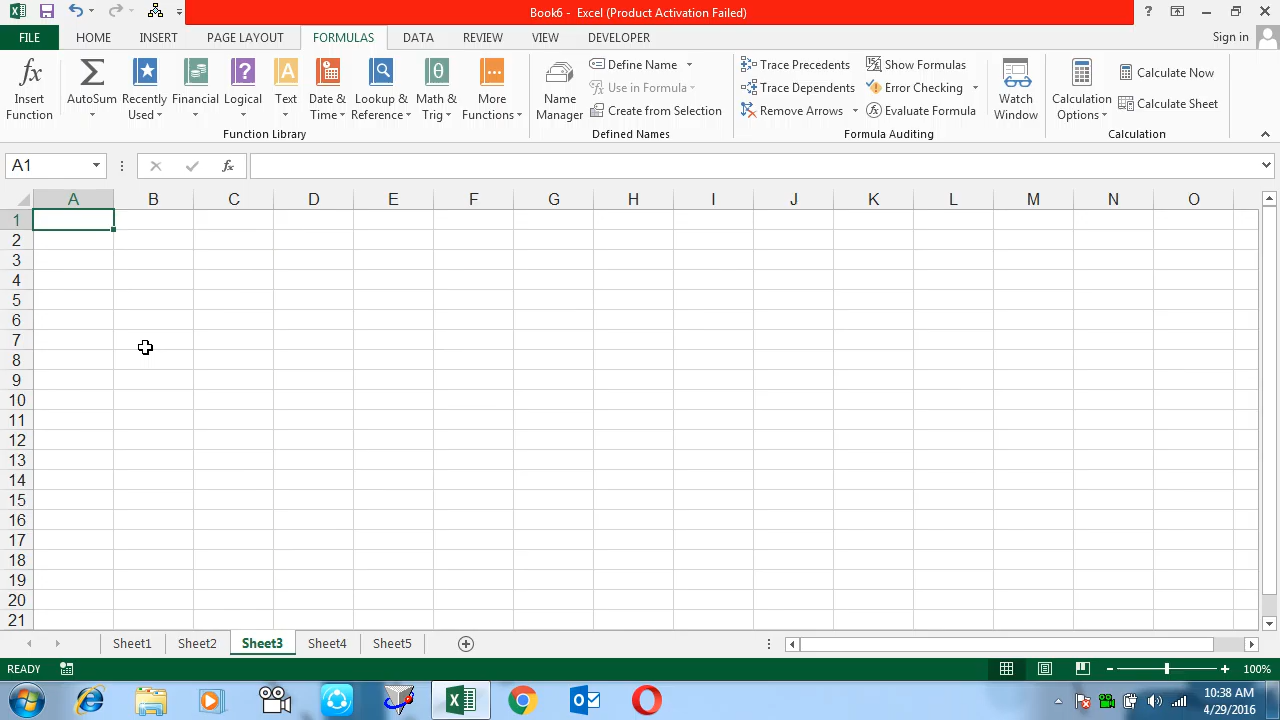 Book6 - Excel (Product Activation Failed)
FILE HOME INSERT PAGE LAYOUT FORMULAS DATA REVIEW VIEW DEVELOPER Sign in
Insert Function
AutoSum
Recently Used
Financial
Logical
Text
Date & Time
Lookup & Reference
Math & Trig
More Functions
Function Library
Name Manager
Define Name
Use in Formula
Create from Selection
Defined Names
Trace Precedents
Trace Dependents
Remove Arrows
Show Formulas
Error Checking
Evaluate Formula
Formula Auditing
Watch Window
Calculation Options
Calculate Now
Calculate Sheet
Calculation
A1
fx
A B C D E F G H I J K L M N O
1
2
3
4
5
6
7
8
9
10
11
12
13
14
15
16
17
18
19
20
21
Sheet1 Sheet2 Sheet3 Sheet4 Sheet5
READY
100%
10:38 AM
4/29/2016